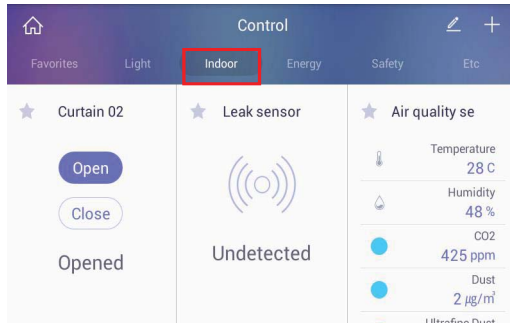 Control
Favorites Light Indoor Energy Safety Etc
Curtain 02
Open
Close
Opened
Leak sensor
Undetected
Air quality se
Temperature
28 C
Humidity
48 %
CO2
425 ppm
Dust
2 µg/m³
Ultrafine Dust